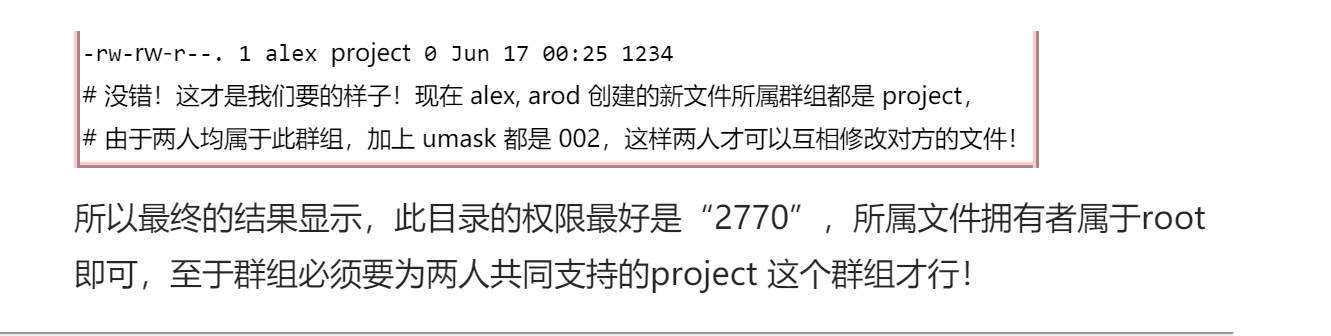 -rw-rw-r--. 1 alex project 0 Jun 17 00:25 1234
# 没错！这才是我们要的样子！现在 alex, arod 创建的新文件所属群组都是 project，
# 由于两人均属于此群组，加上 umask 都是 002，这样两人才可以互相修改对方的文件！
所以最终的结果显示，此目录的权限最好是“2770”，所属文件拥有者属于root
即可，至于群组必须要为两人共同支持的project 这个群组才行！